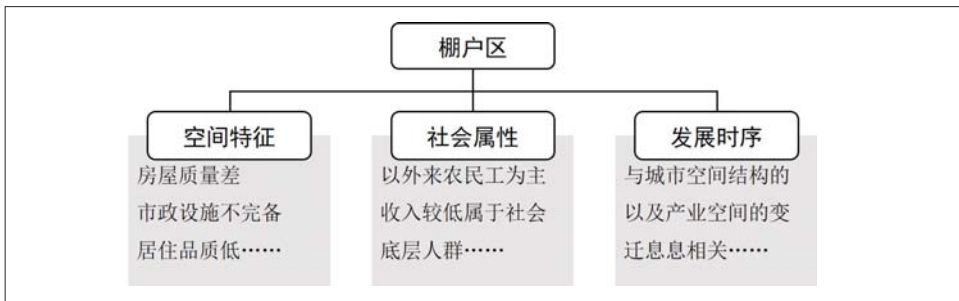 棚户区
空间特征
房屋质量差
市政设施不完备
居住品质低……
社会属性
以外来农民工为主
收入较低属于社会
底层人群……
发展时序
与城市空间结构的
以及产业空间的变
迁息息相关……